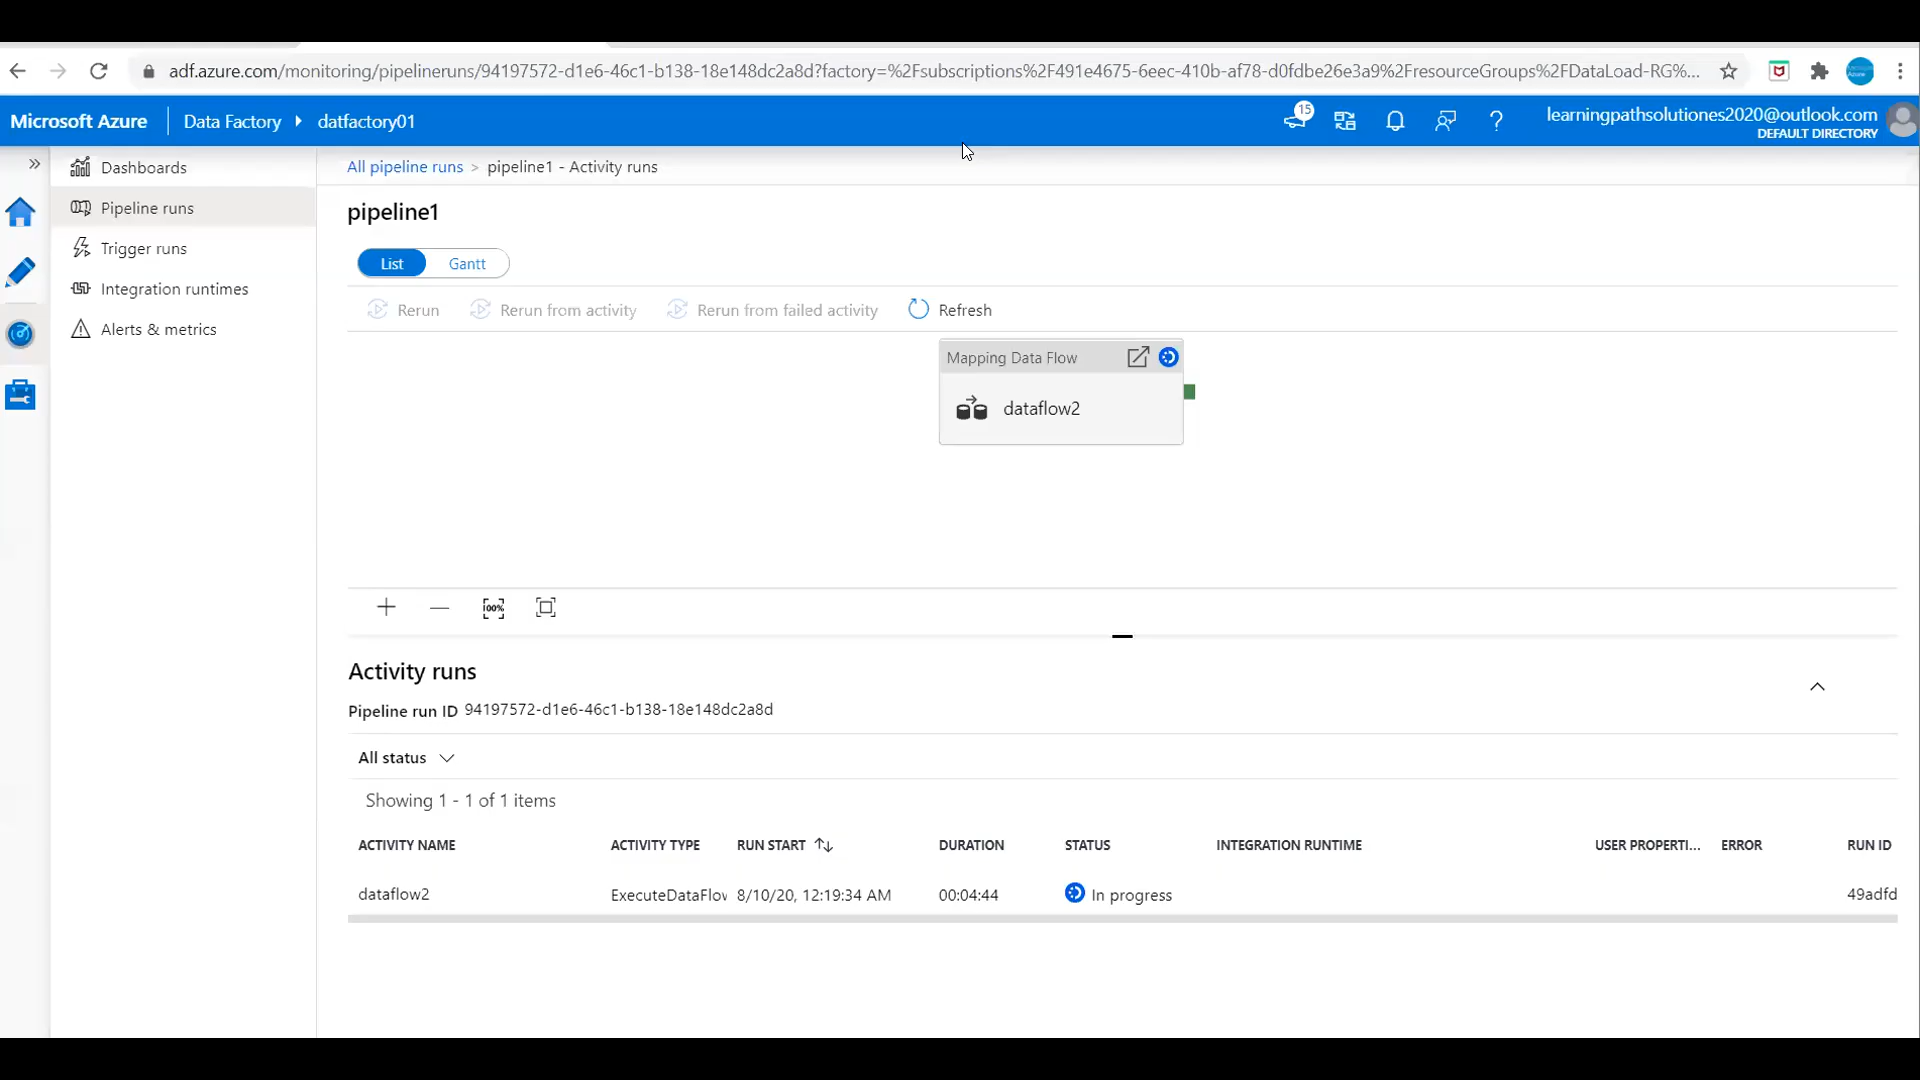 adf.azure.com/monitoring/pipelineruns/94197572-d1e6-46c1-b138-18e148dc2a8d?factory=%2Fsubscriptions%2F491e4675-6eec-410b-af78-d0fdbe26e3a9%2FresourceGroups%2FDataLoad-RG%...
Microsoft Azure
Data Factory
datfactory01
15
learningpathsolutiones2020@outlook.com
DEFAULT DIRECTORY
Dashboards
Pipeline runs
Trigger runs
Integration runtimes
Alerts & metrics
All pipeline runs > pipeline1 - Activity runs
pipeline1
List Gantt
Rerun Rerun from activity Rerun from failed activity Refresh
Mapping Data Flow
dataflow2
100%
Activity runs
Pipeline run ID 94197572-d1e6-46c1-b138-18e148dc2a8d
All status
Showing 1 - 1 of 1 items
ACTIVITY NAME ACTIVITY TYPE RUN START DURATION STATUS INTEGRATION RUNTIME USER PROPERTI... ERROR RUN ID
dataflow2 ExecuteDataFlov 8/10/20, 12:19:34 AM 00:04:44 In progress 49adfd